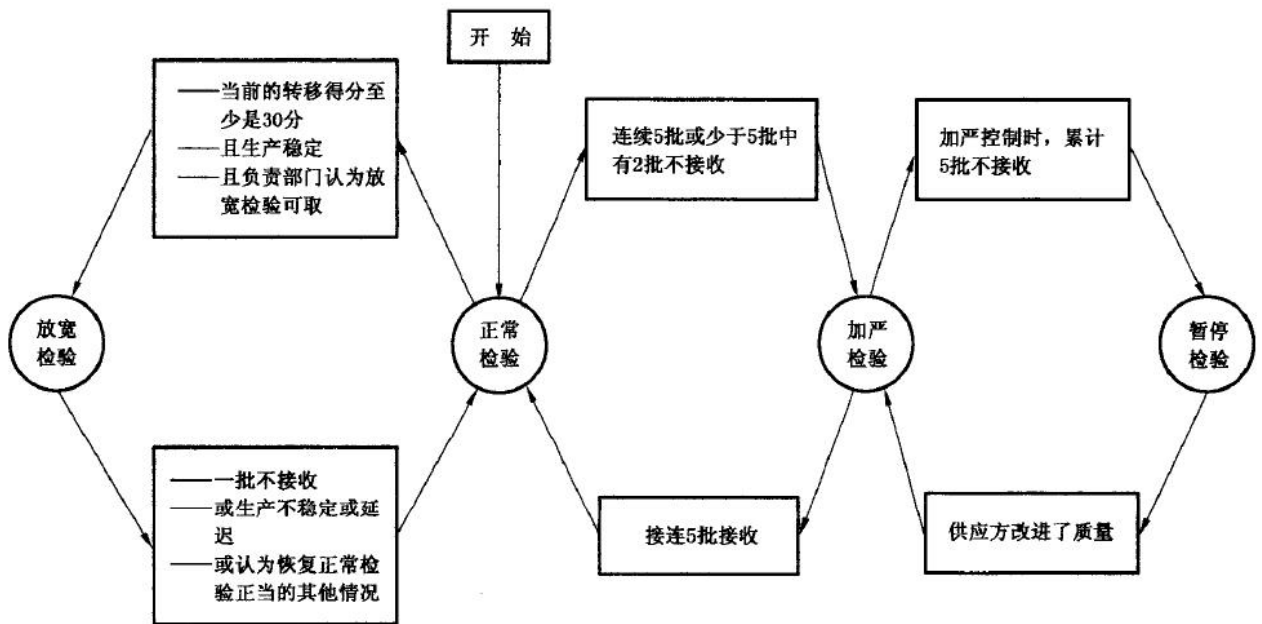 开 始
——当前的转移得分至
少是30分
——且生产稳定
——且负责部门认为放
宽检验可取
连续5批或少于5批中
有2批不接收
加严控制时，累计
5批不接收
放宽
检验
正常
检验
加严
检验
暂停
检验
——一批不接收
——或生产不稳定或延
迟
——或认为恢复正常检
验正当的其他情况
接连5批接收
供应方改进了质量